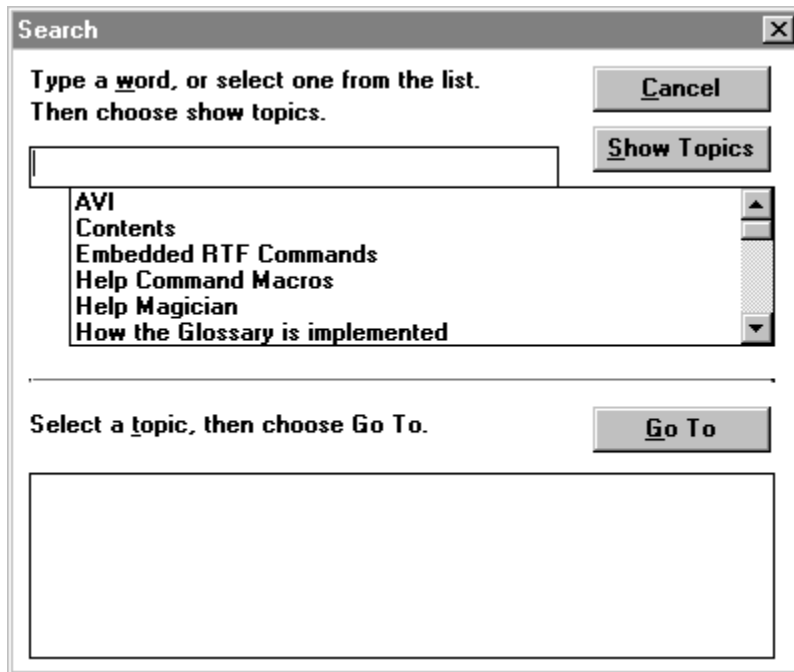 Search
Type a word, or select one from the list.
Then choose show topics.
Cancel
Show Topics
AVI
Contents
Embedded RTF Commands
Help Command Macros
Help Magician
How the Glossary is implemented
Select a topic, then choose Go To.
Go To